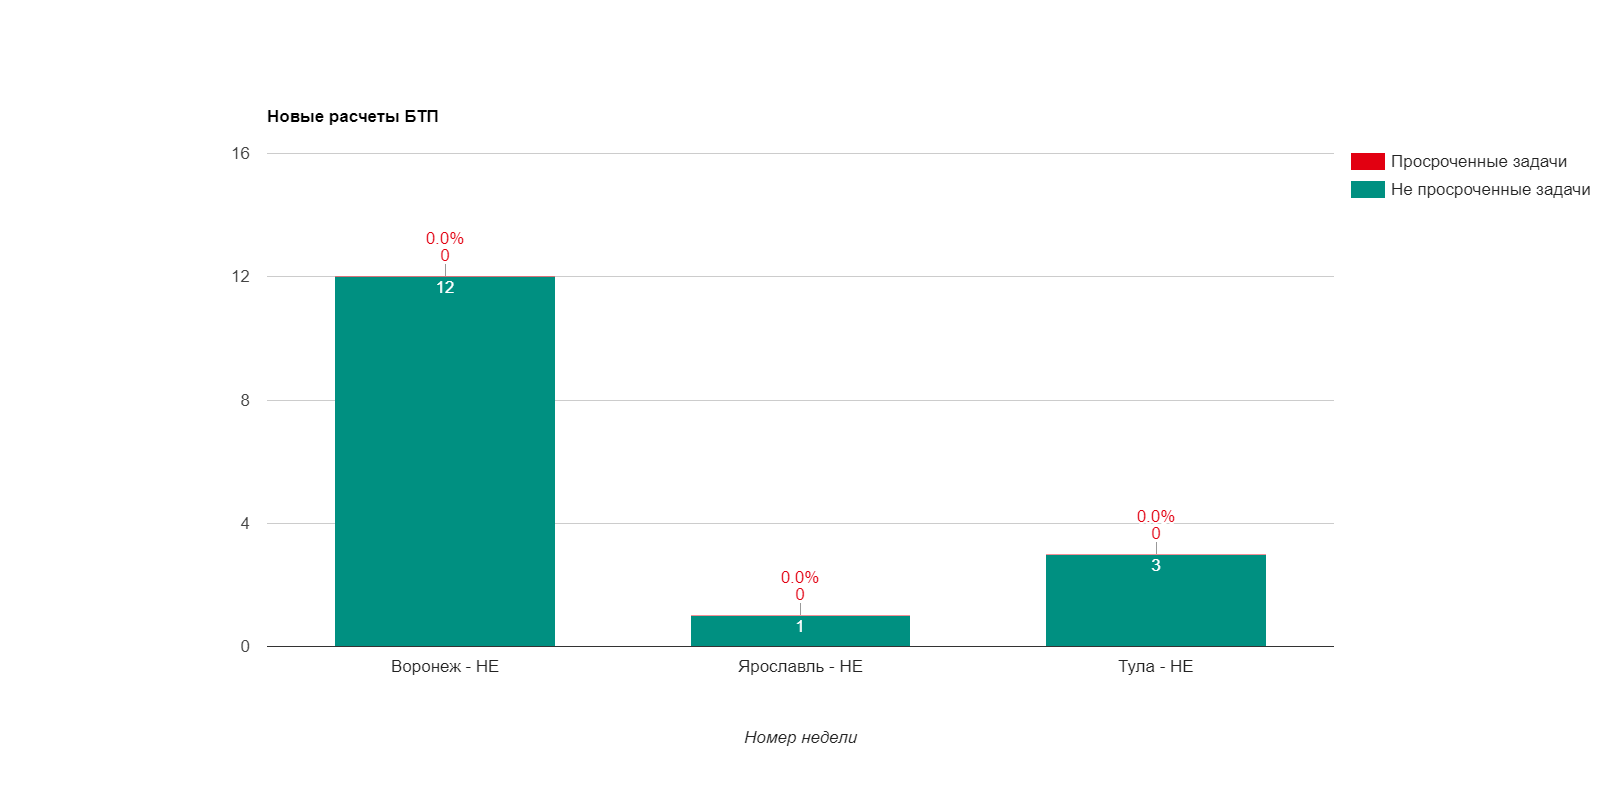 Новые расчеты БТП
16
12
8
4
0
0.0%
0
12
0.0%
0
1
0.0%
0
3
Воронеж - НЕ
Ярославль - НЕ
Тула - НЕ
Номер недели
Просроченные задачи
Не просроченные задачи